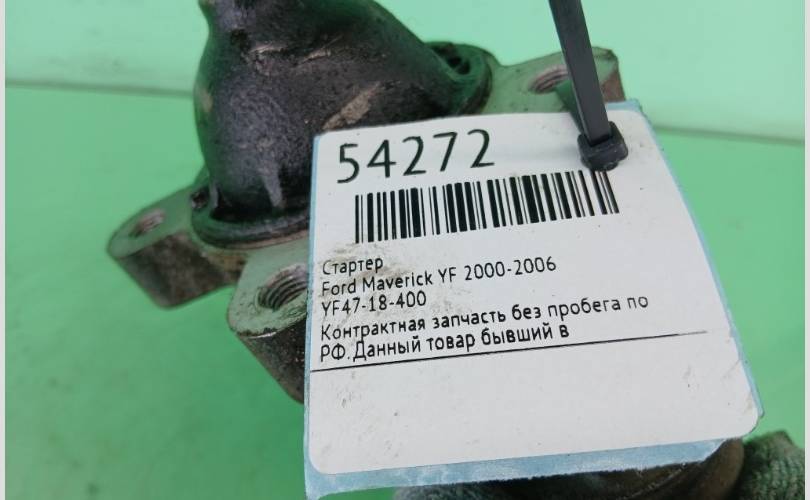 54272
Стартер
Ford Maverick YF 2000-2006
YF47-18-400
Контрактная запчасть без пробега по
РФ. Данный товар бывший в